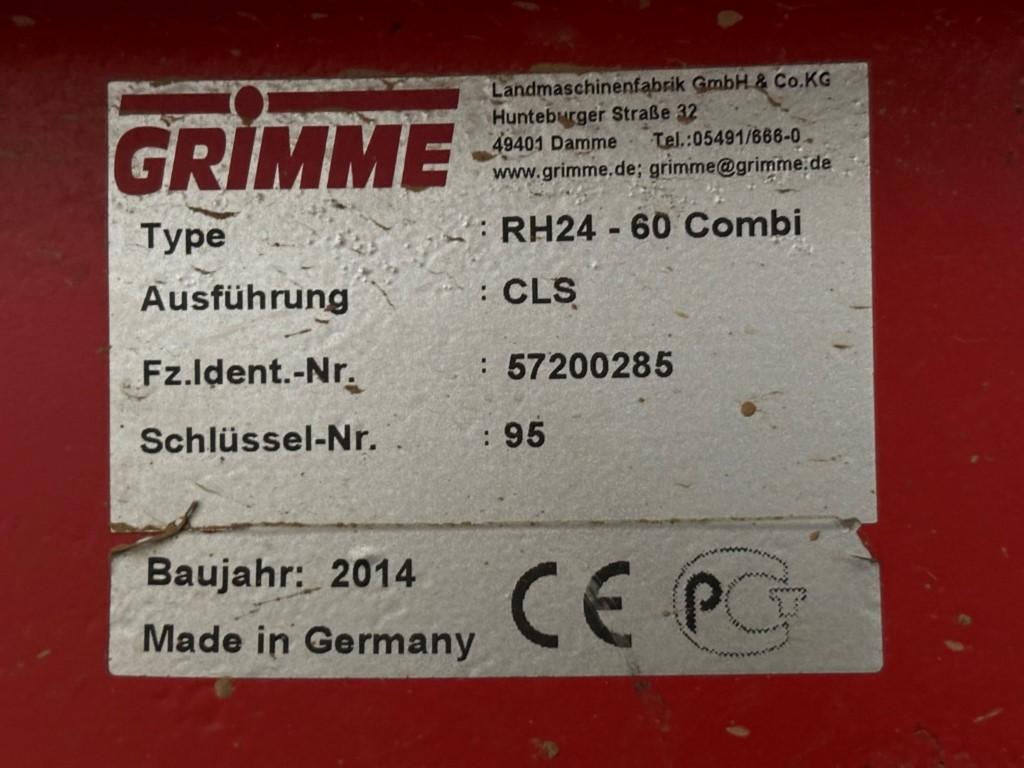 GRIMME
Landmaschinenfabrik GmbH & Co.KG
Hunteburger Straße 32
49401 Damme Tel.:05491/666-0
www.grimme.de; grimme@grimme.de
Type : RH24 - 60 Combi
Ausführung : CLS
Fz.Ident.-Nr. : 57200285
Schlüssel-Nr. : 95
Baujahr: 2014
Made in Germany
CE PG